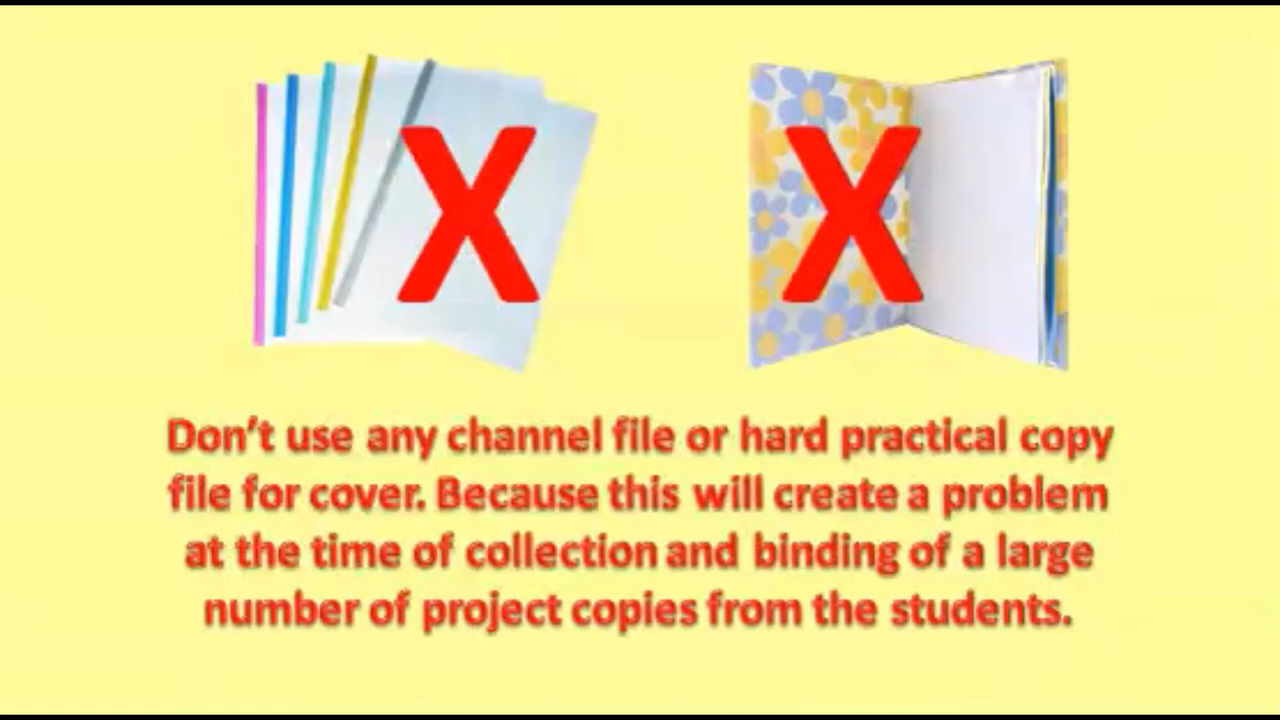 X X
Don't use any channel file or hard practical copy
file for cover. Because this will create a problem
at the time of collection and binding of a large
number of project copies from the students.